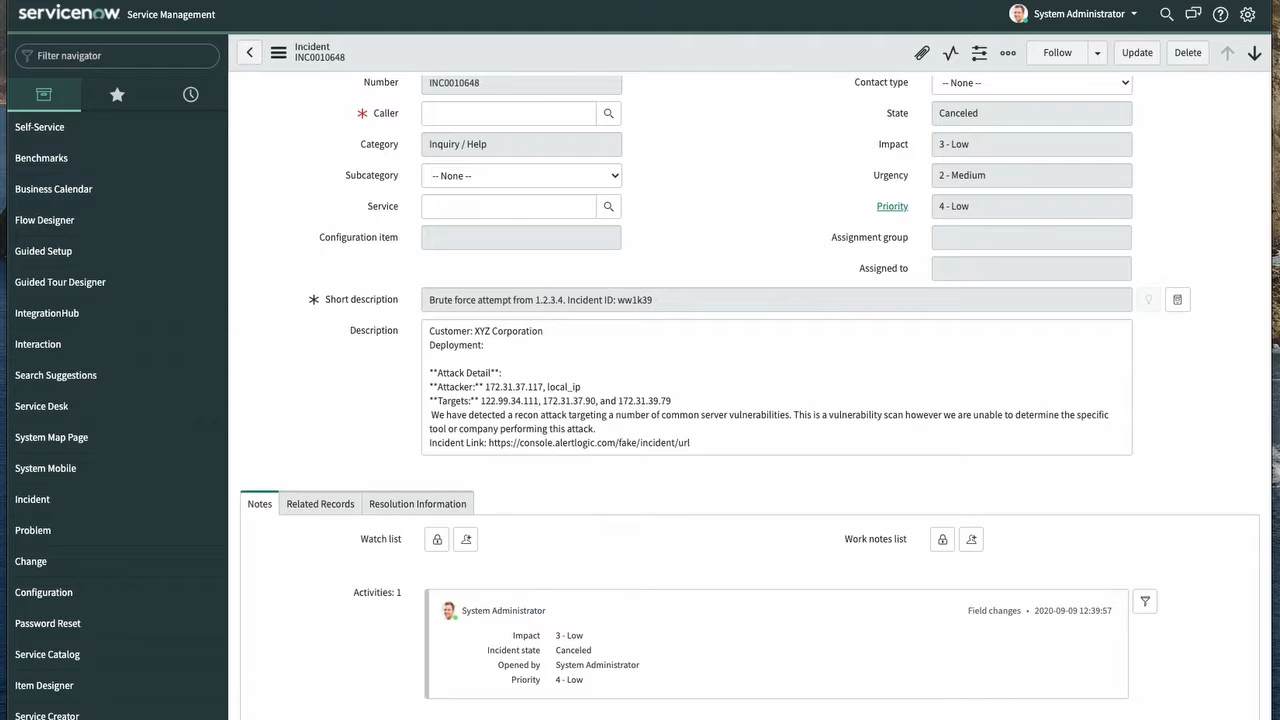 servicenow Service Management
System Administrator
Filter navigator
Self-Service
Benchmarks
Business Calendar
Flow Designer
Guided Setup
Guided Tour Designer
IntegrationHub
Interaction
Search Suggestions
Service Desk
System Map Page
System Mobile
Incident
Problem
Change
Configuration
Password Reset
Service Catalog
Item Designer
Service Creator
Incident
INC0010648
Follow
Update
Delete
Number INC0010648
Contact type -- None --
* Caller
State Canceled
Category Inquiry / Help
Impact 3 - Low
Subcategory -- None --
Urgency 2 - Medium
Service
Priority 4 - Low
Configuration item
Assignment group
Assigned to
* Short description Brute force attempt from 1.2.3.4. Incident ID: ww1k39
Description
Customer: XYZ Corporation
Deployment:
**Attack Detail**:
**Attacker:** 172.31.37.117, local_ip
**Targets:** 122.99.34.111, 172.31.37.90, and 172.31.39.79
We have detected a recon attack targeting a number of common server vulnerabilities. This is a vulnerability scan however we are unable to determine the specific
tool or company performing this attack.
Incident Link: https://console.alertlogic.com/fake/incident/url
Notes
Related Records
Resolution Information
Watch list
Work notes list
Activities: 1
System Administrator
Field changes • 2020-09-09 12:39:57
Impact 3 - Low
Incident state Canceled
Opened by System Administrator
Priority 4 - Low